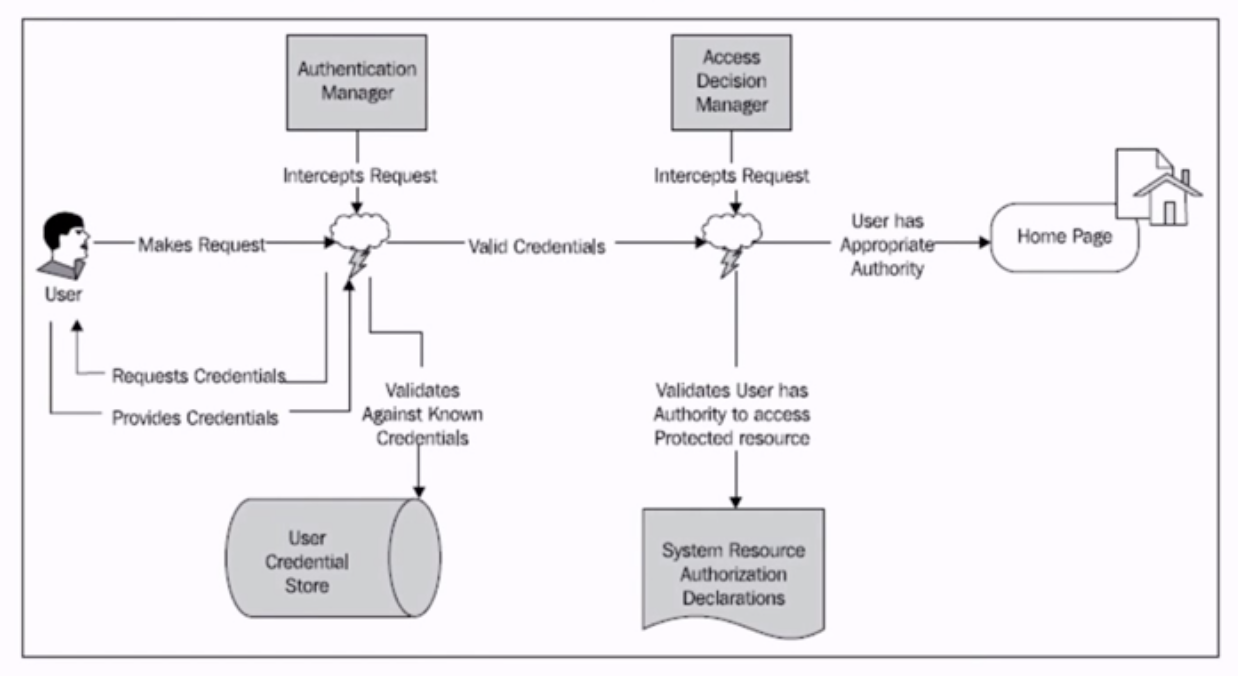 Authentication
Manager
Access
Decision
Manager
Intercepts Request
Intercepts Request
User
Makes Request
Valid Credentials
User has
Appropriate
Authority
Home Page
Requests Credentials
Provides Credentials
Validates
Against Known
Credentials
Validates User has
Authority to access
Protected resource
User
Credential
Store
System Resource
Authorization
Declarations